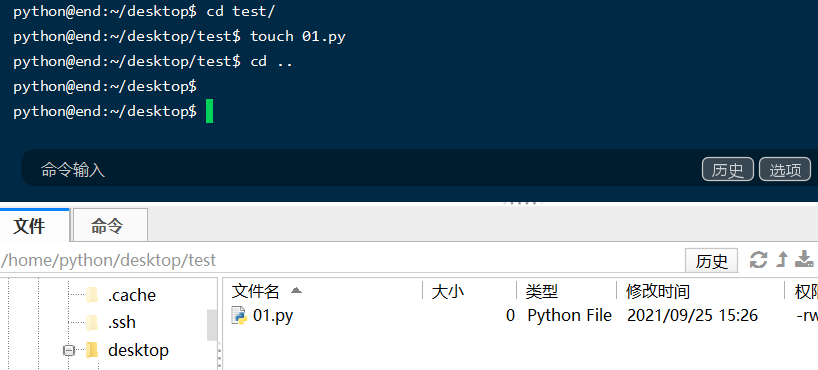 python@end:~/desktop$ cd test/
python@end:~/desktop/test$ touch 01.py
python@end:~/desktop/test$ cd ..
python@end:~/desktop$
python@end:~/desktop$
命令输入 历史 选项
文件 命令
/home/python/desktop/test 历史
文件名 大小 类型 修改时间 权限
.cache
01.py 0 Python File 2021/09/25 15:26 -rw
.ssh
desktop